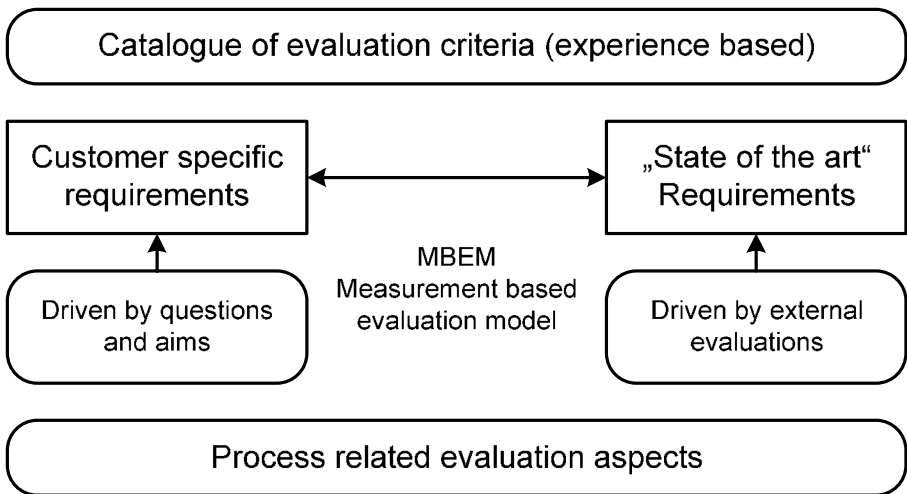 Catalogue of evaluation criteria (experience based)
Customer specific
requirements
„State of the art“
Requirements
MBEM
Measurement based
evaluation model
Driven by questions
and aims
Driven by external
evaluations
Process related evaluation aspects